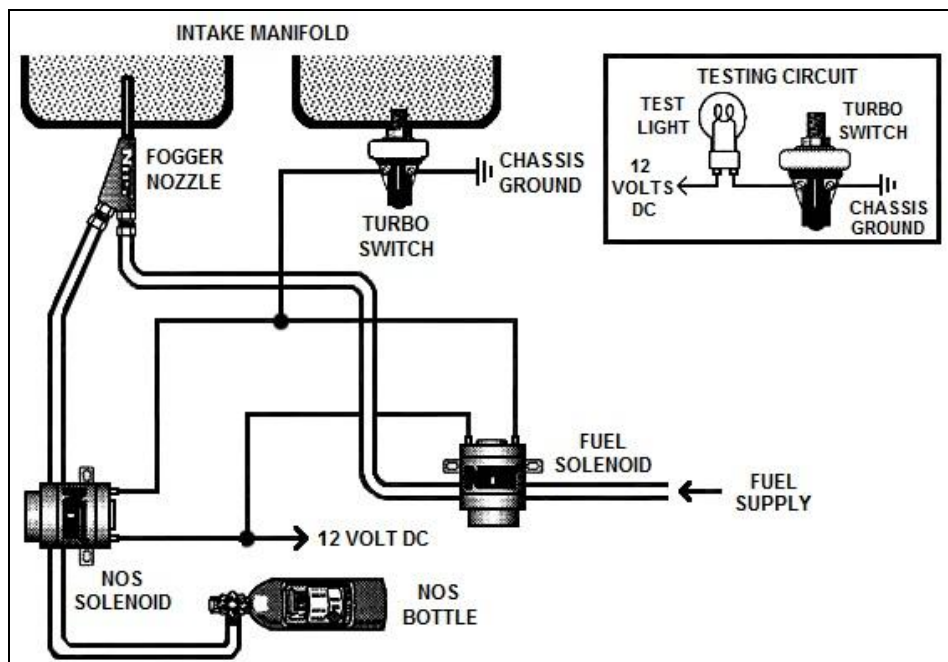 INTAKE MANIFOLD
FOGGER
NOZZLE
CHASSIS
GROUND
TURBO
SWITCH
TESTING CIRCUIT
TEST
LIGHT
TURBO
SWITCH
12
VOLTS
DC
CHASSIS
GROUND
FUEL
SOLENOID
FUEL
SUPPLY
12 VOLT DC
NOS
SOLENOID
NOS
BOTTLE